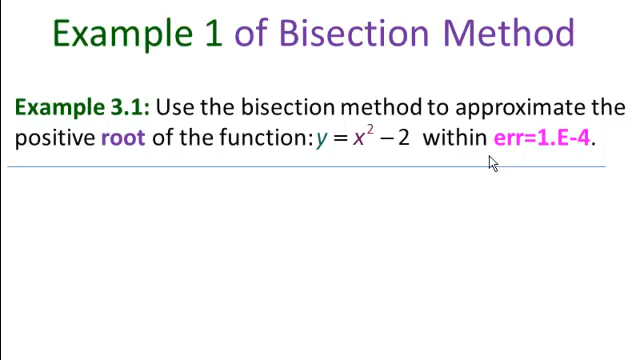 Example 1 of Bisection Method
Example 3.1: Use the bisection method to approximate the
positive root of the function: y = x² − 2 within err=1.E-4.